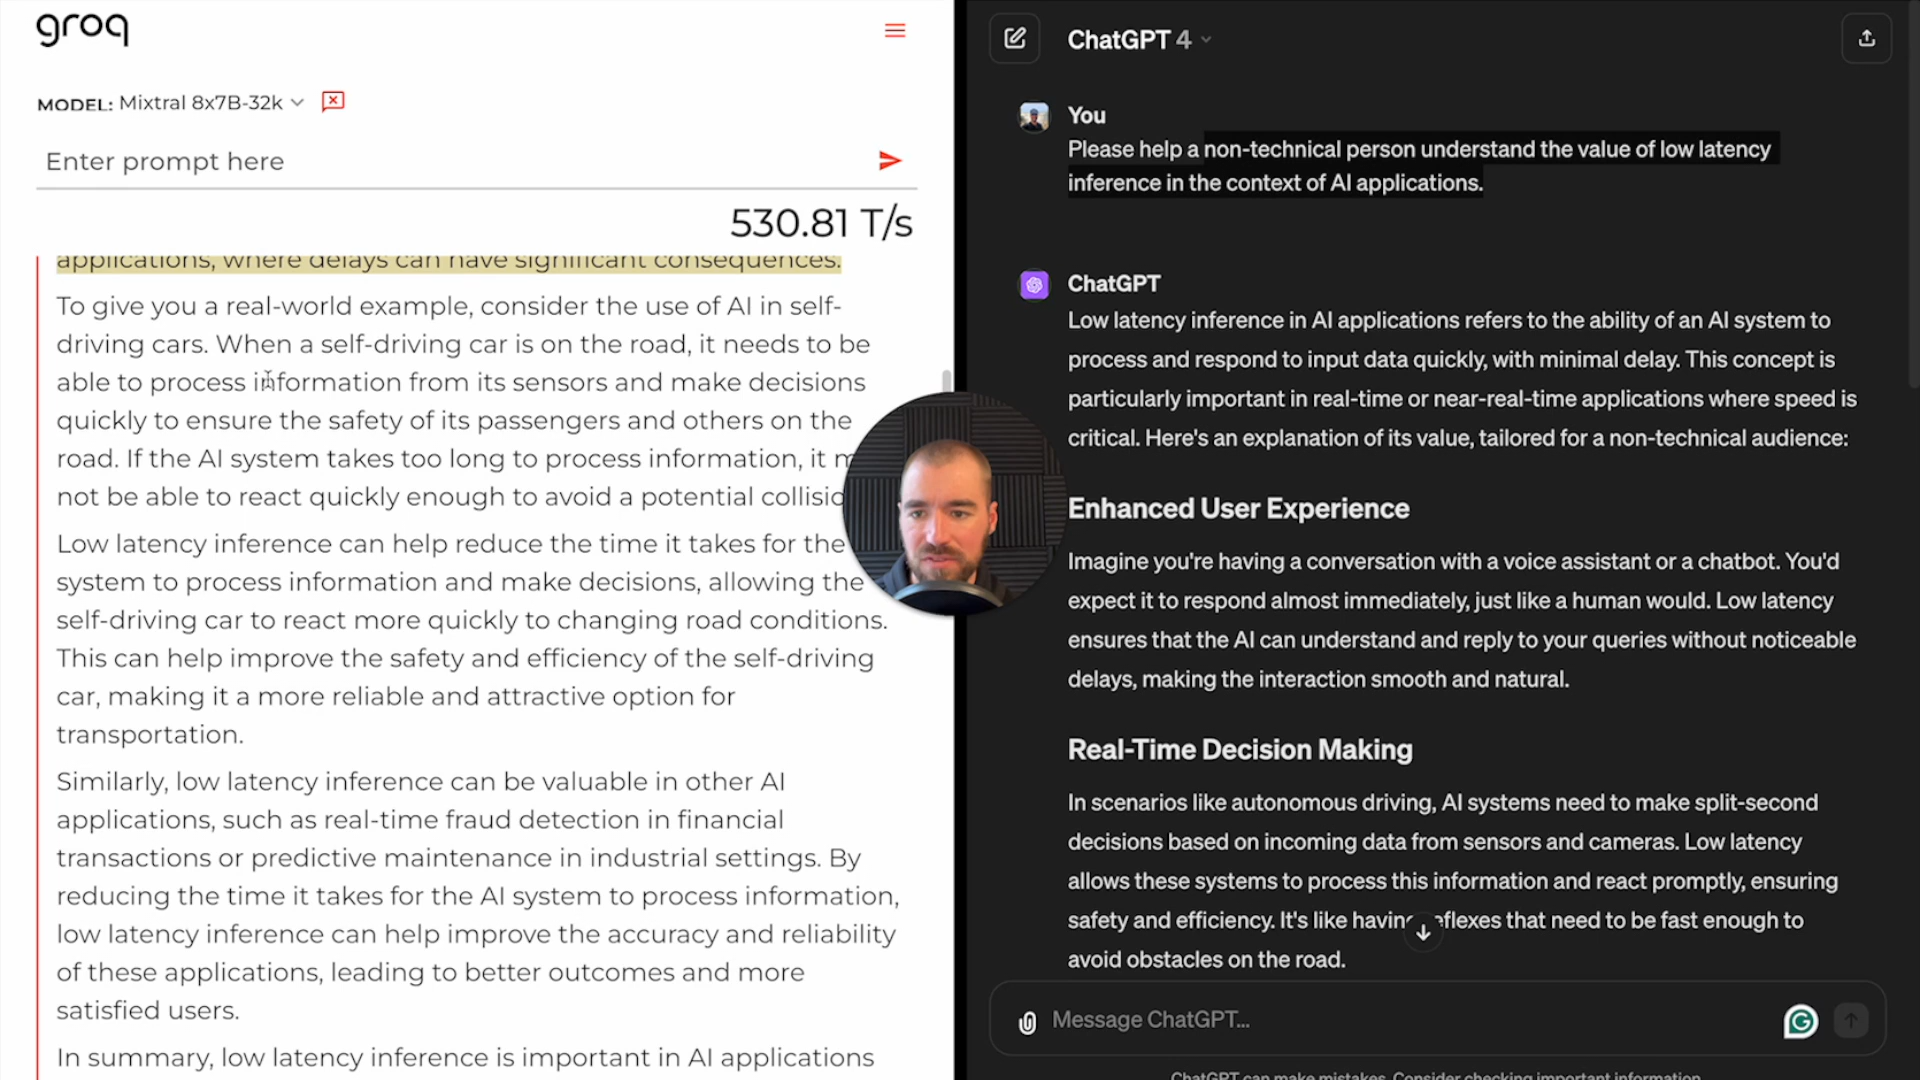 groq
MODEL: Mixtral 8x7B-32k
Enter prompt here
530.81 T/s
applications, where delays can have significant consequences.
To give you a real-world example, consider the use of AI in self-
driving cars. When a self-driving car is on the road, it needs to be
able to process information from its sensors and make decisions
quickly to ensure the safety of its passengers and others on the
road. If the AI system takes too long to process information, it
not be able to react quickly enough to avoid a potential
Low latency inference can help reduce the time it takes for the
system to process information and make decisions, allowing the
self-driving car to react more quickly to changing road conditions.
This can help improve the safety and efficiency of the self-driving
car, making it a more reliable and attractive option for
transportation.
Similarly, low latency inference can be valuable in other AI
applications, such as real-time fraud detection in financial
transactions or predictive maintenance in industrial settings. By
reducing the time it takes for the AI system to process information,
low latency inference can help improve the accuracy and reliability
of these applications, leading to better outcomes and more
satisfied users.
In summary, low latency inference is important in AI applications
ChatGPT 4
You
Please help a non-technical person understand the value of low latency
inference in the context of AI applications.
ChatGPT
Low latency inference in AI applications refers to the ability of an AI system to
process and respond to input data quickly, with minimal delay. This concept is
particularly important in real-time or near-real-time applications where speed is
critical. Here's an explanation of its value, tailored for a non-technical audience:
Enhanced User Experience
Imagine you're having a conversation with a voice assistant or a chatbot. You'd
expect it to respond almost immediately, just like a human would. Low latency
ensures that the AI can understand and reply to your queries without noticeable
delays, making the interaction smooth and natural.
Real-Time Decision Making
In scenarios like autonomous driving, AI systems need to make split-second
decisions based on incoming data from sensors and cameras. Low latency
allows these systems to process this information and react promptly, ensuring
safety and efficiency. It's like having reflexes that need to be fast enough to
avoid obstacles on the road.
Message ChatGPT...
ChatGPT can make mistakes. Consider checking important information.